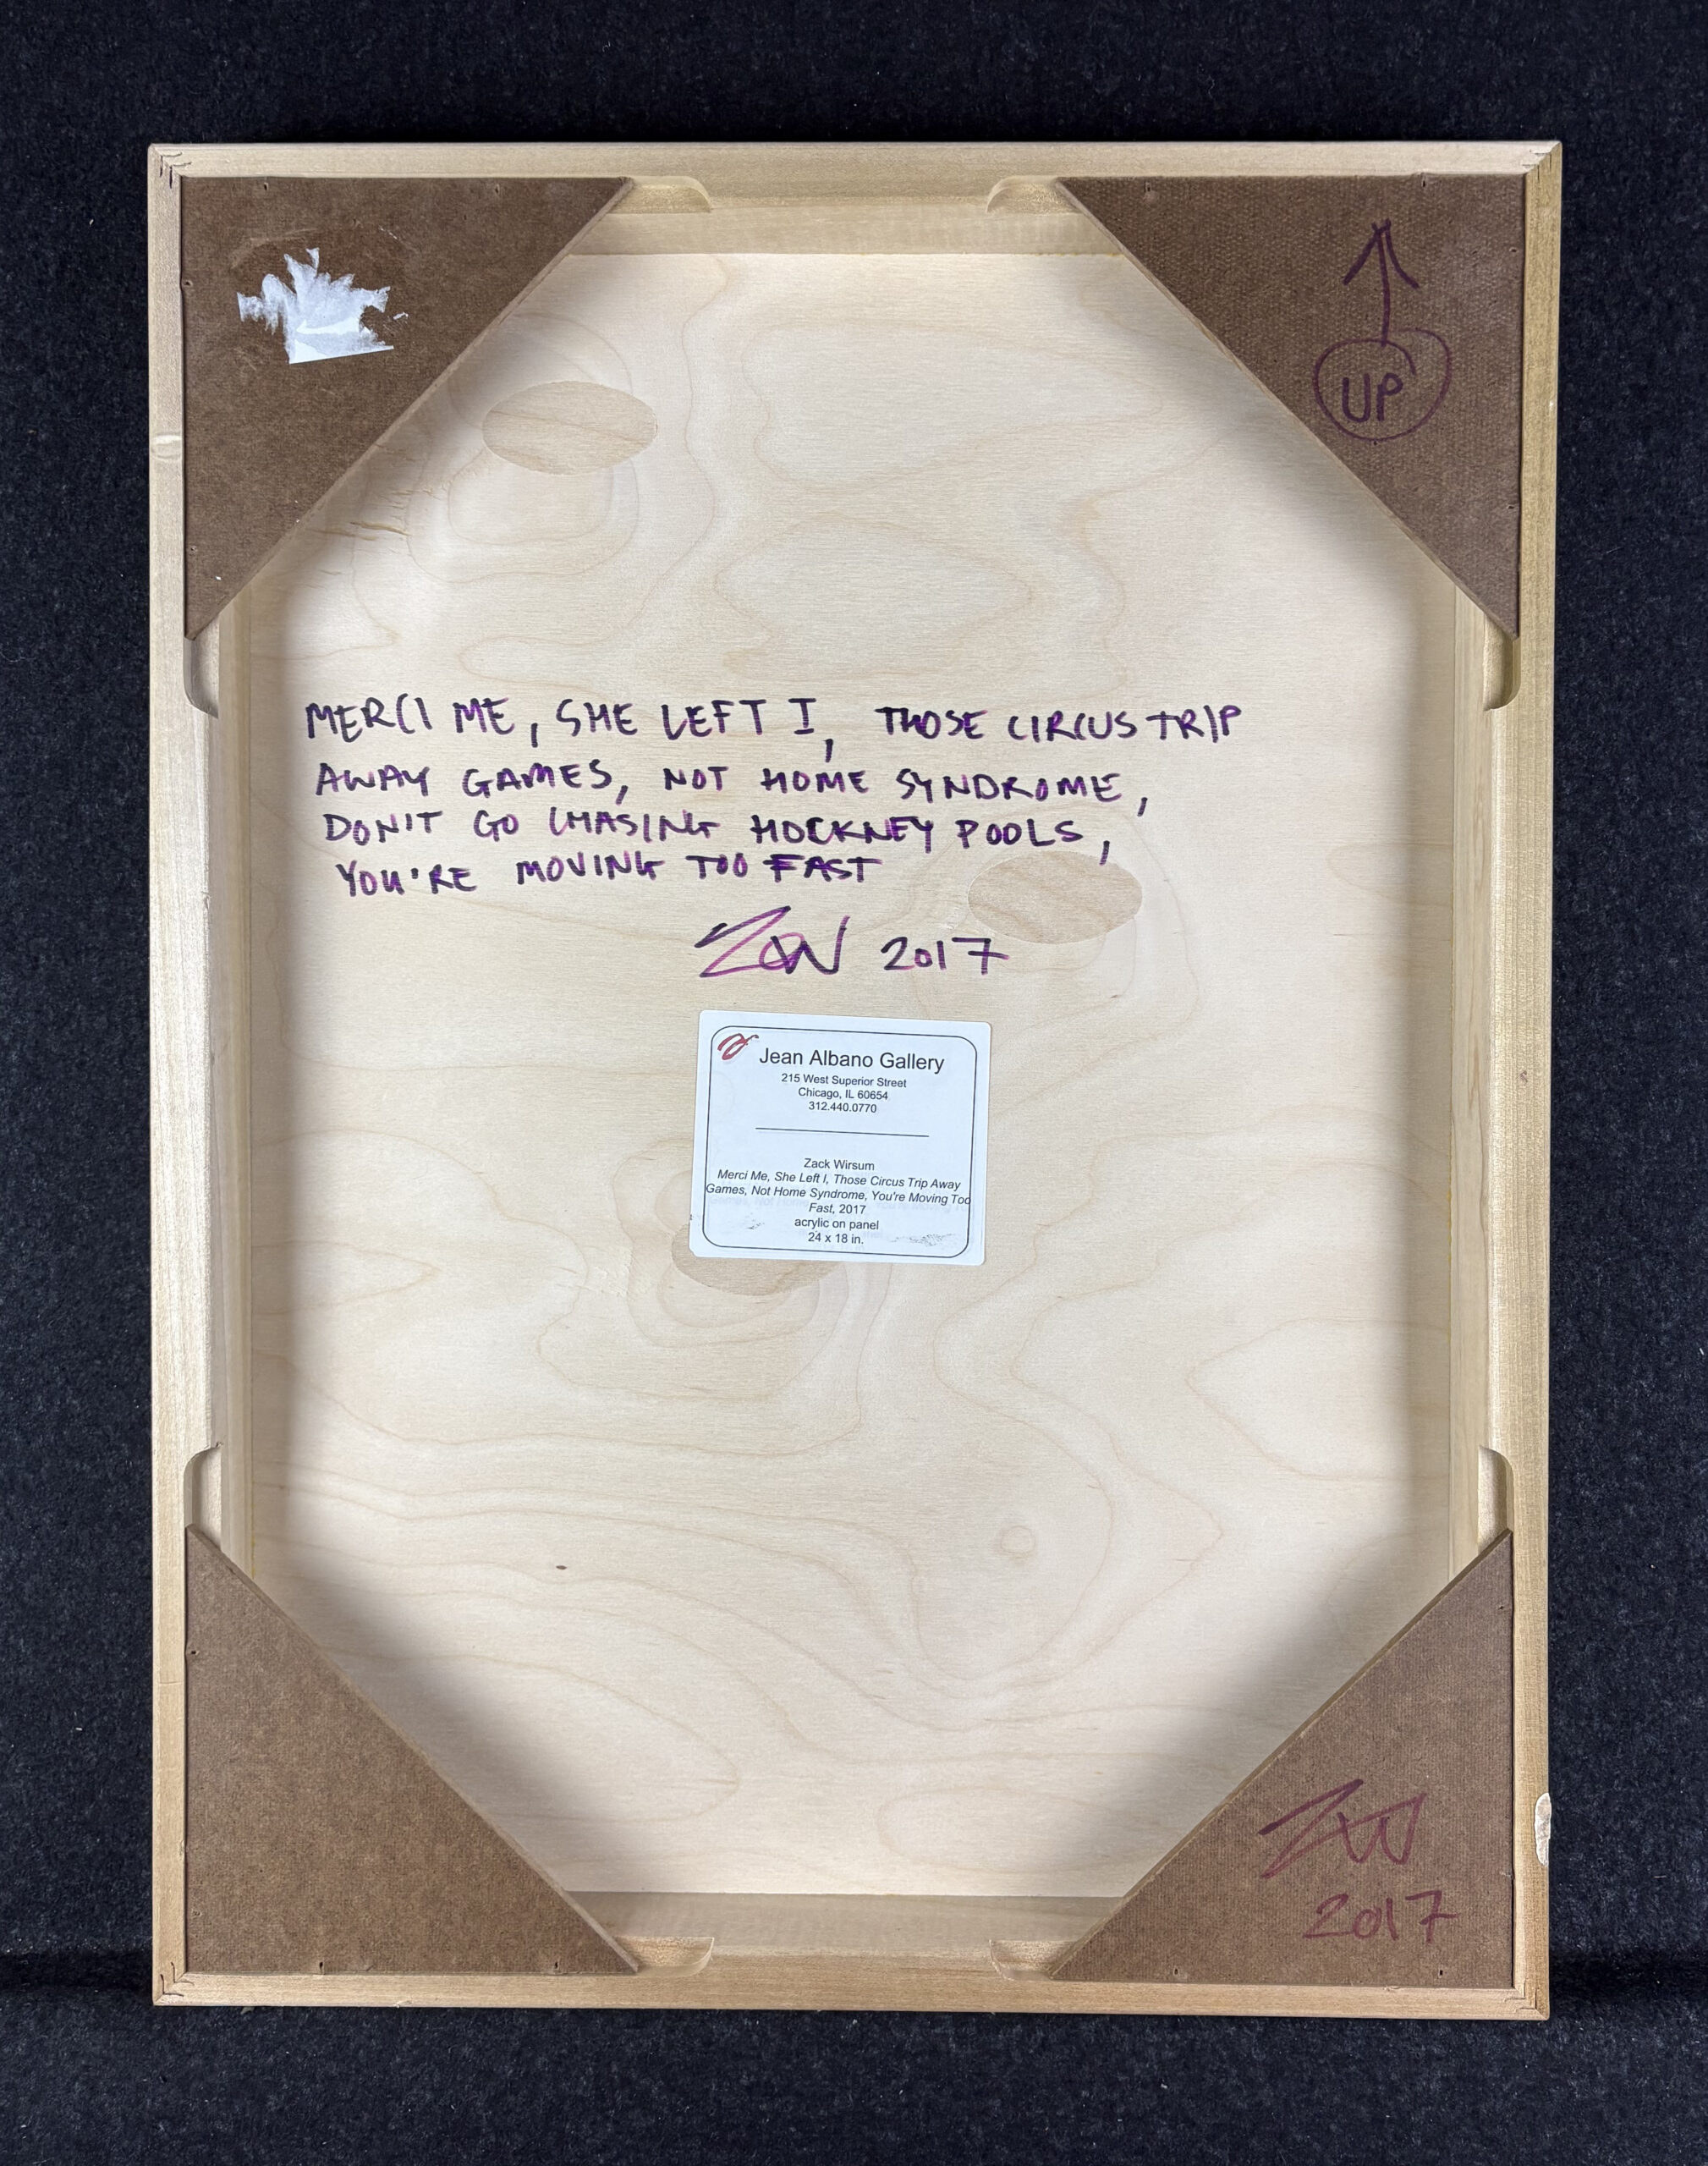 UP
MERCI ME, SHE LEFT I, THOSE CIRCUS TRIP
AWAY GAMES, NOT HOME SYNDROME,
DON'T GO CHASING HOCKNEY POOLS,
YOU'RE MOVING TOO FAST
ZW 2017
Jean Albano Gallery
215 West Superior Street
Chicago, IL 60654
312.440.0770
Zack Wirsum
Merci Me, She Left I, Those Circus Trip Away
Games, Not Home Syndrome, You're Moving Too
Fast, 2017
acrylic on panel
24 x 18 in.
ZW
2017